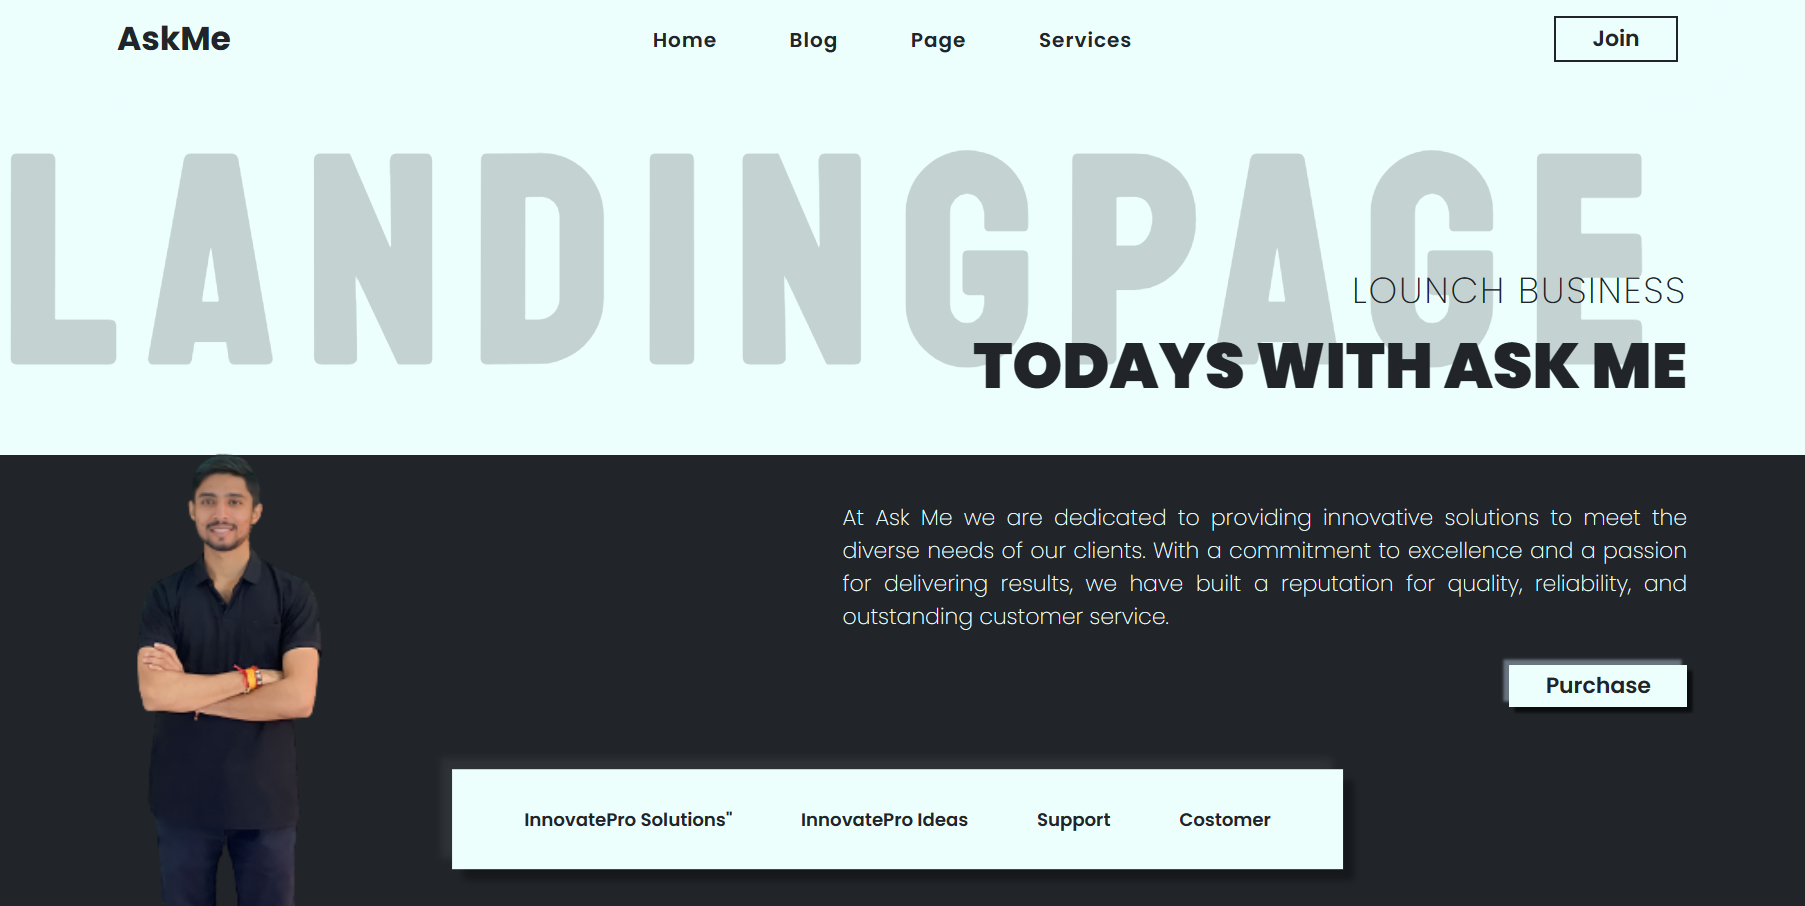 AskMe
Home Blog Page Services
Join
LANDINGPAGE
LOUNCH BUSINESS
TODAYS WITH ASK ME
At Ask Me we are dedicated to providing innovative solutions to meet the
diverse needs of our clients. With a commitment to excellence and a passion
for delivering results, we have built a reputation for quality, reliability, and
outstanding customer service.
Purchase
InnovatePro Solutions" InnovatePro Ideas Support Costomer